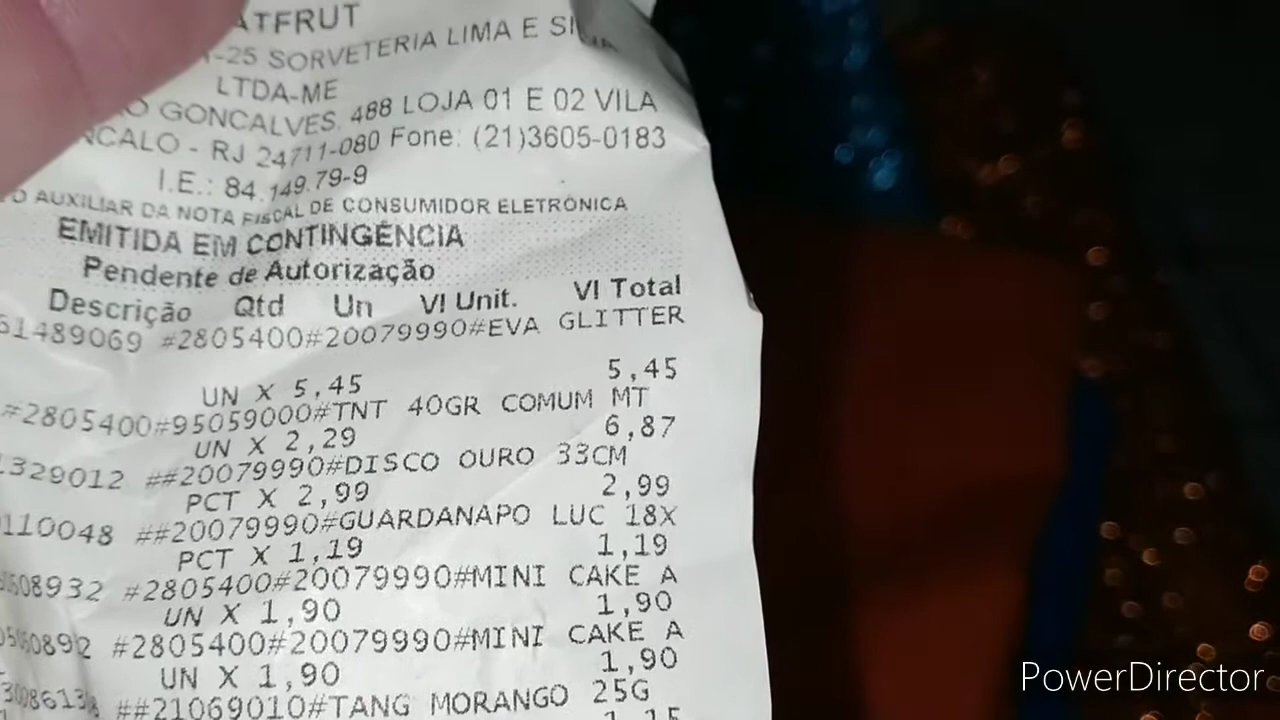 ATFRUT
-25 SORVETERIA LIMA E
LTDA-ME
GONCALVES, 488 LOJA 01 E 02 VILA
NCALO - RJ 24711-080 Fone: (21)3605-0183
I.E.: 84.149.79-9
O AUXILIAR DA NOTA FISCAL DE CONSUMIDOR ELETRÔNICA
EMITIDA EM CONTINGÊNCIA
Pendente de Autorização
Descrição Qtd Un Vl Unit. Vl Total
61489069 #2805400#20079990#EVA GLITTER
UN X 5,45 5,45
#2805400#95059000#TNT 40GR COMUM MT
UN X 2,29 6,87
1329012 ##20079990#DISCO OURO 33CM
PCT X 2,99 2,99
110048 ##20079990#GUARDANAPO LUC 18X
PCT X 1,19 1,19
08932 #2805400#20079990#MINI CAKE A
UN X 1,90 1,90
0892 #2805400#20079990#MINI CAKE A
UN X 1,90 1,90
##21069010#TANG MORANGO 25G
PowerDirector